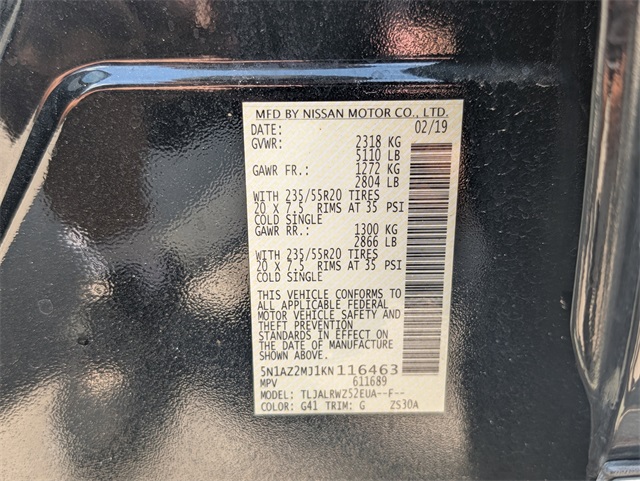 MFD BY NISSAN MOTOR CO., LTD.
DATE: 02/19
GVWR: 2318 KG
5110 LB
GAWR FR.: 1272 KG
2804 LB
WITH 235/55R20 TIRES
20 X 7.5 RIMS AT 35 PSI
COLD SINGLE
GAWR RR.: 1300 KG
2866 LB
WITH 235/55R20 TIRES
20 X 7.5 RIMS AT 35 PSI
COLD SINGLE
THIS VEHICLE CONFORMS TO
ALL APPLICABLE FEDERAL
MOTOR VEHICLE SAFETY AND
THEFT PREVENTION
STANDARDS IN EFFECT ON
THE DATE OF MANUFACTURE
SHOWN ABOVE.
5N1AZ2MJ1KN116463
MPV 611689
MODEL: TLJALRWZ52EUA--F--
COLOR: G41 TRIM: G ZS30A